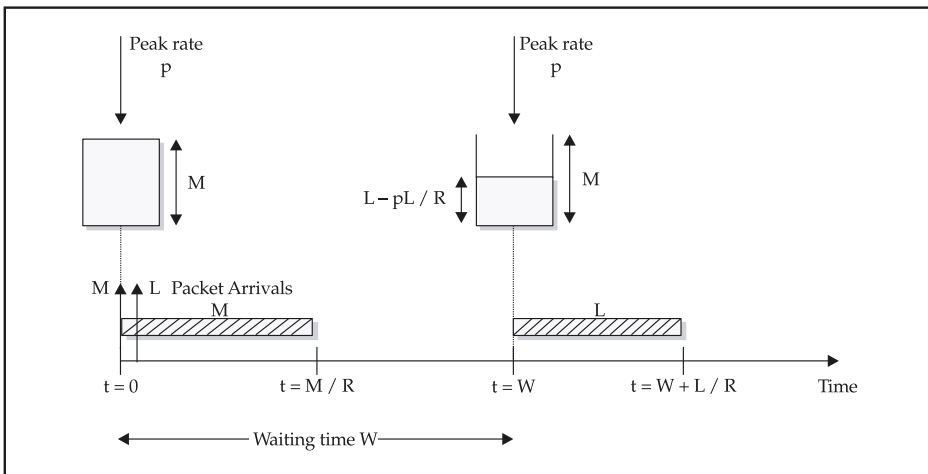 Peak rate
p
Peak rate
p
M
L – pL / R
M
M
L
Packet Arrivals
M
L
t = 0
t = M / R
t = W
t = W + L / R
Time
Waiting time W